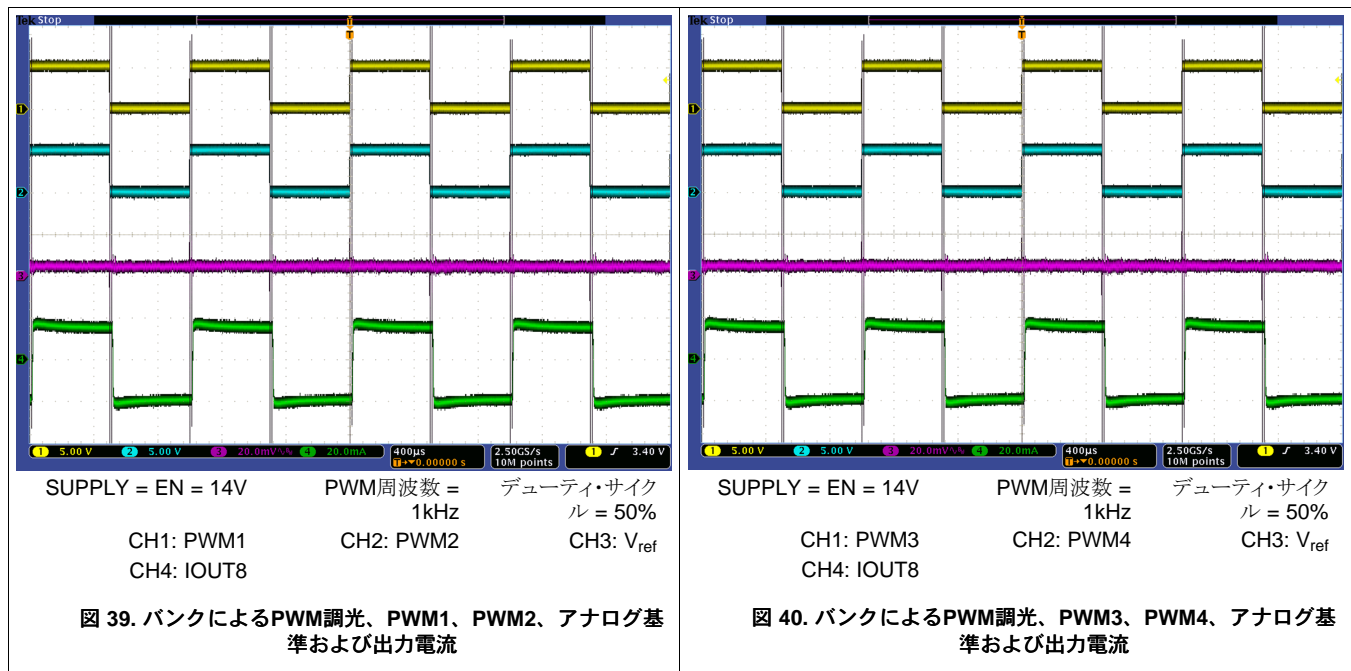 Tek Stop
T
T
1
2
3
4
1 5.00 V 2 5.00 V 3 20.0mV 4 20.0mA 400µs 2.50GS/s 1 3.40 V
T→▼0.00000 s 10M points
SUPPLY = EN = 14V PWM周波数 = デューティ・サイク
1kHz ル = 50%
CH1: PWM1 CH2: PWM2 CH3: Vref
CH4: IOUT8
図 39. バンクによるPWM調光、PWM1、PWM2、アナログ基
準および出力電流
Tek Stop
T
T
1
2
3
4
1 5.00 V 2 5.00 V 3 20.0mV 4 20.0mA 400µs 2.50GS/s 1 3.40 V
T→▼0.00000 s 10M points
SUPPLY = EN = 14V PWM周波数 = デューティ・サイク
1kHz ル = 50%
CH1: PWM3 CH2: PWM4 CH3: Vref
CH4: IOUT8
図 40. バンクによるPWM調光、PWM3、PWM4、アナログ基
準および出力電流